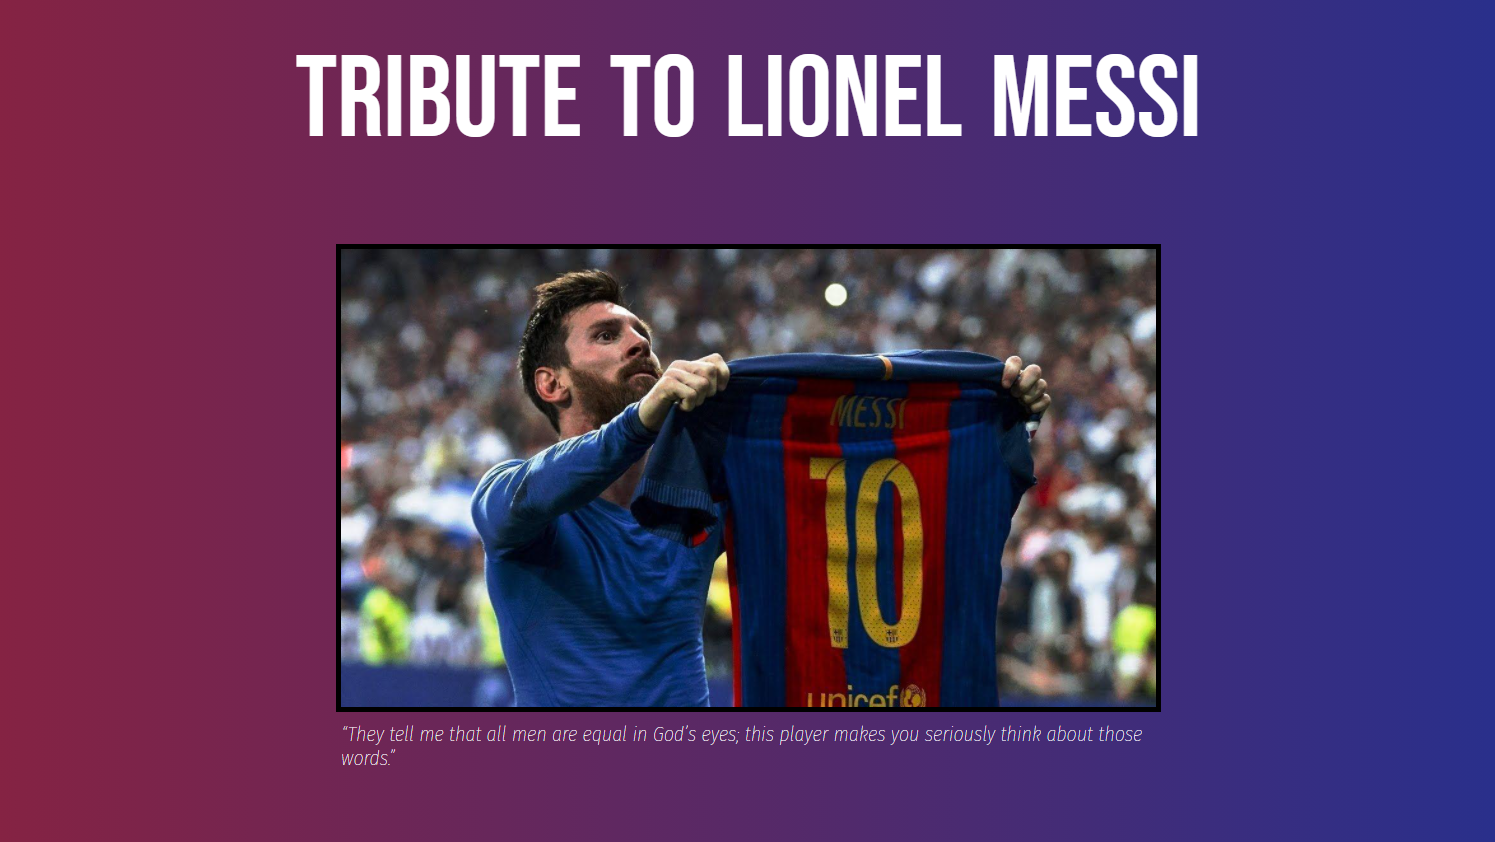 TRIBUTE TO LIONEL MESSI
MESSI
10
unicef
“They tell me that all men are equal in God’s eyes; this player makes you seriously think about those
words.”